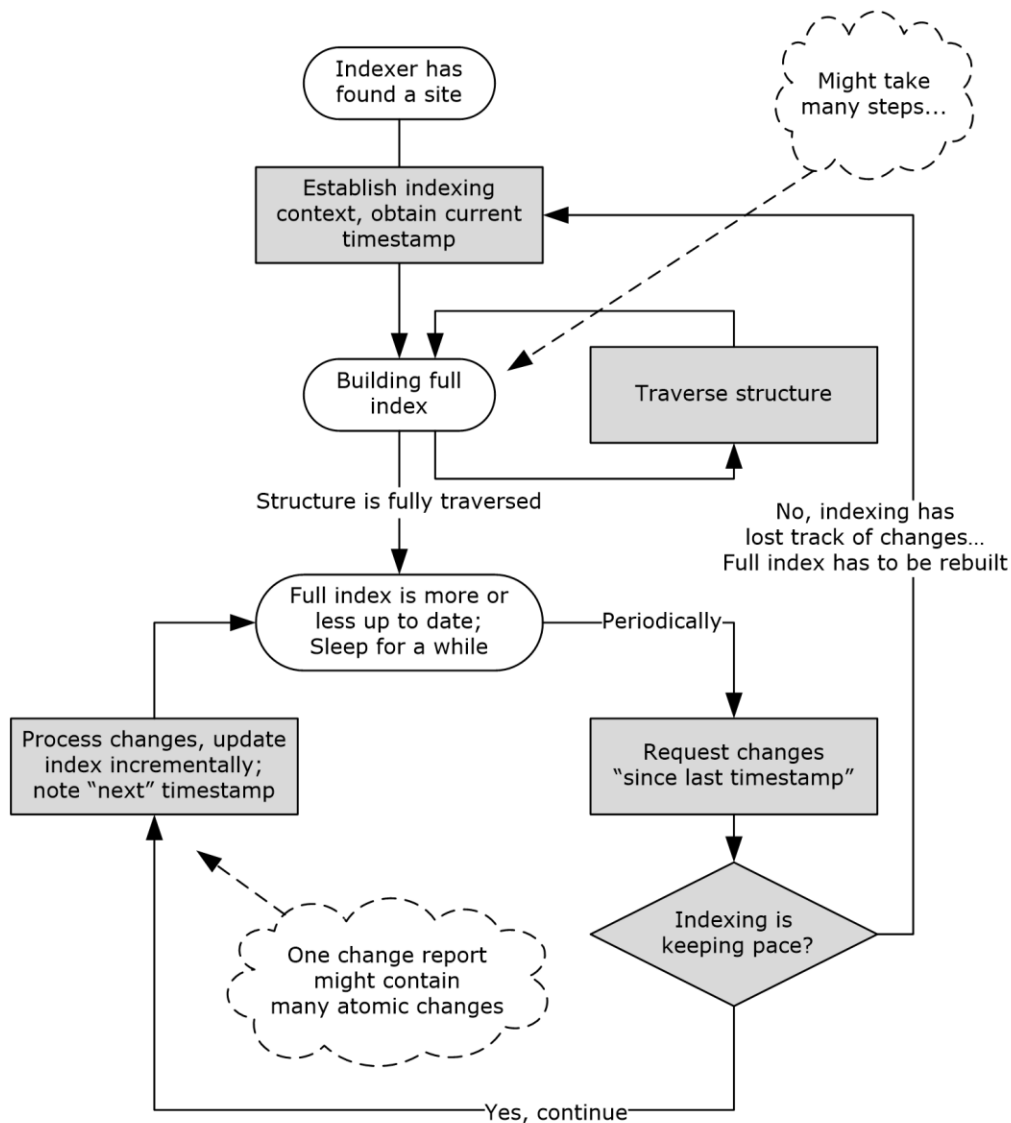 Indexer has
found a site
Might take
many steps...
Establish indexing
context, obtain current
timestamp
Building full
index
Traverse structure
Structure is fully traversed
No, indexing has
lost track of changes...
Full index has to be rebuilt
Full index is more or
less up to date;
Sleep for a while
Periodically
Process changes, update
index incrementally;
note “next” timestamp
Request changes
“since last timestamp”
Indexing is
keeping pace?
One change report
might contain
many atomic changes
Yes, continue